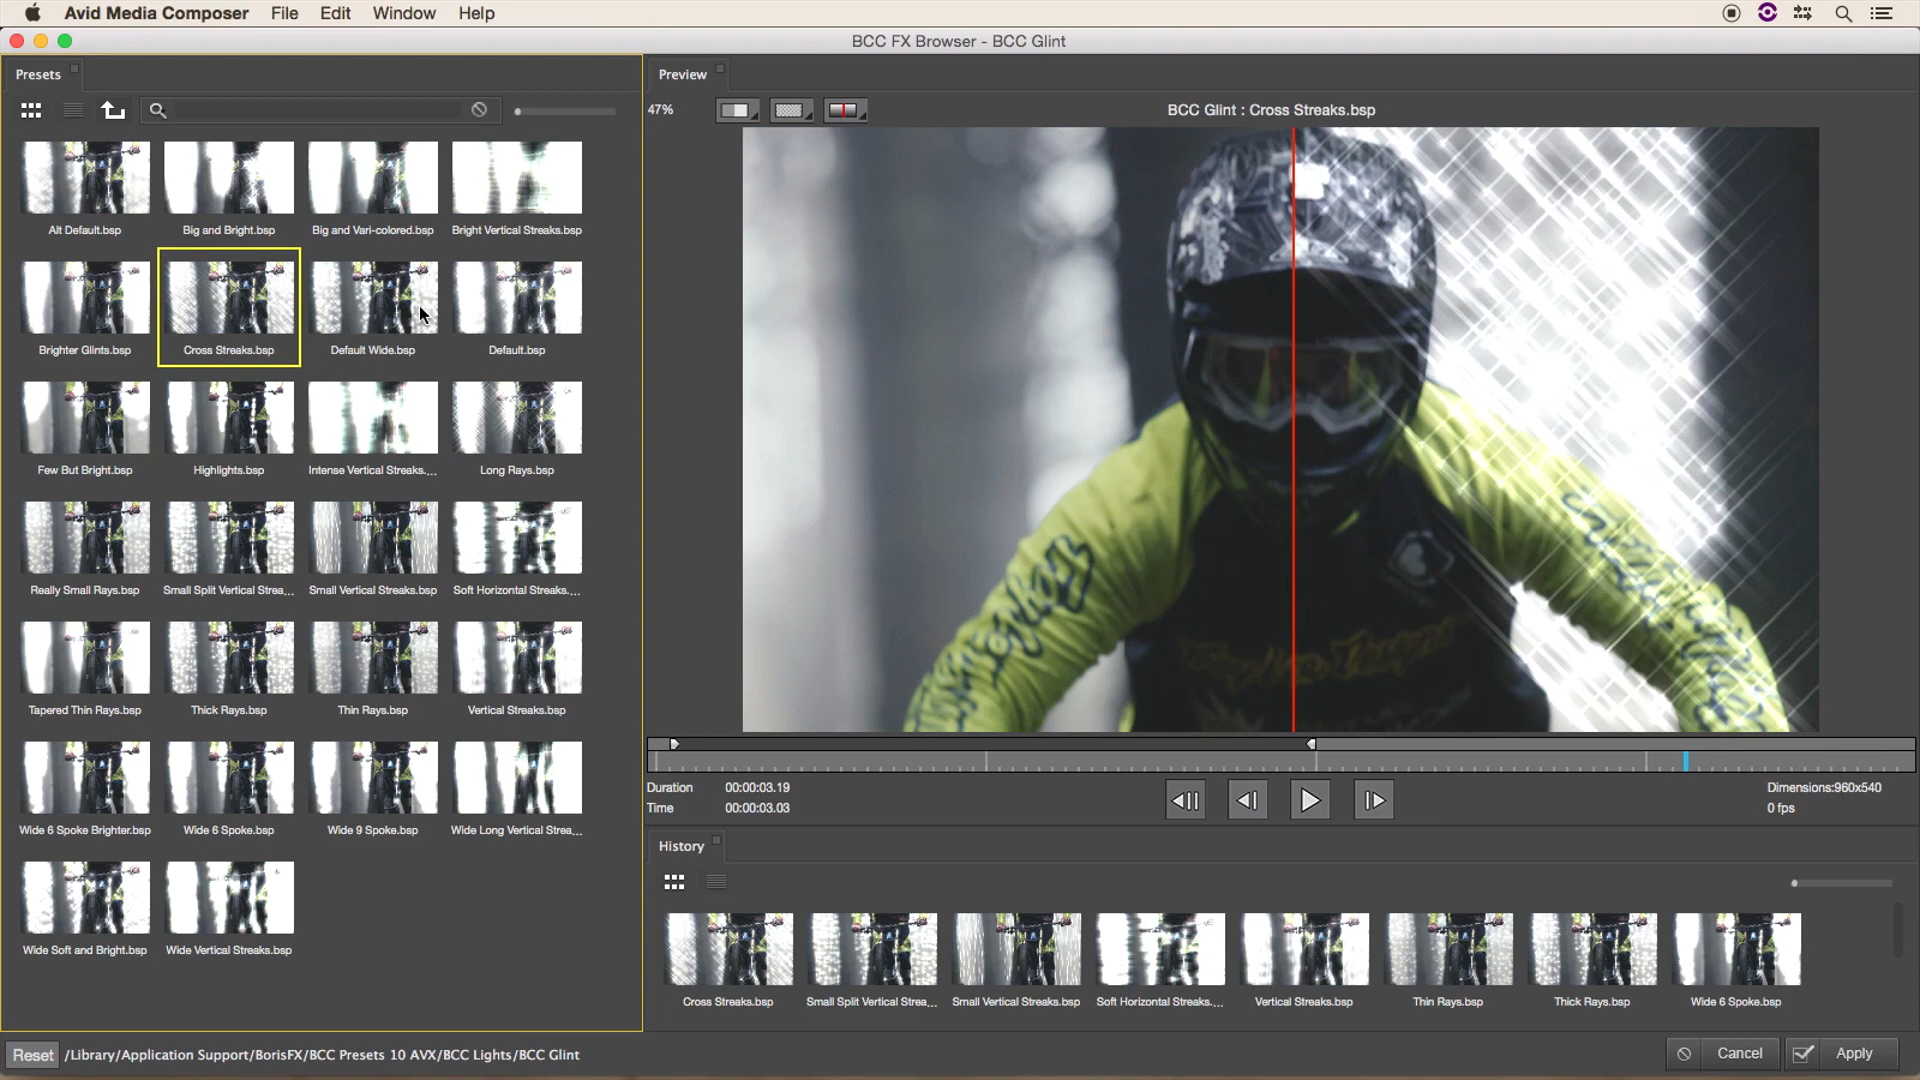 Avid Media Composer File Edit Window Help
BCC FX Browser - BCC Glint
Presets
Preview
47%
BCC Glint : Cross Streaks.bsp
Alt Default.bsp
Big and Bright.bsp
Big and Vari-colored.bsp
Bright Vertical Streaks.bsp
Brighter Glints.bsp
Cross Streaks.bsp
Default Wide.bsp
Default.bsp
Few But Bright.bsp
Highlights.bsp
Intense Vertical Streaks....
Long Rays.bsp
Really Small Rays.bsp
Small Split Vertical Strea...
Small Vertical Streaks.bsp
Soft Horizontal Streaks....
Tapered Thin Rays.bsp
Thick Rays.bsp
Thin Rays.bsp
Vertical Streaks.bsp
Wide 6 Spoke Brighter.bsp
Wide 6 Spoke.bsp
Wide 9 Spoke.bsp
Wide Long Vertical Strea...
Wide Soft and Bright.bsp
Wide Vertical Streaks.bsp
Duration 00:00:03.19
Time 00:00:03.03
Dimensions:960x540
0 fps
History
Cross Streaks.bsp
Small Split Vertical Strea...
Small Vertical Streaks.bsp
Soft Horizontal Streaks....
Vertical Streaks.bsp
Thin Rays.bsp
Thick Rays.bsp
Wide 6 Spoke.bsp
Reset /Library/Application Support/BorisFX/BCC Presets 10 AVX/BCC Lights/BCC Glint
Cancel
Apply